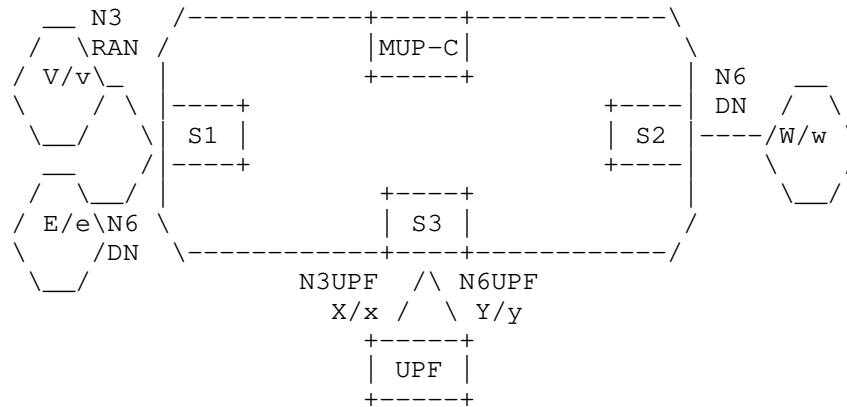 N3
RAN
MUP-C
V/v
N6
DN
S1
S2
W/w
E/e
N6
DN
S3
N3UPF
N6UPF
X/x
Y/y
UPF